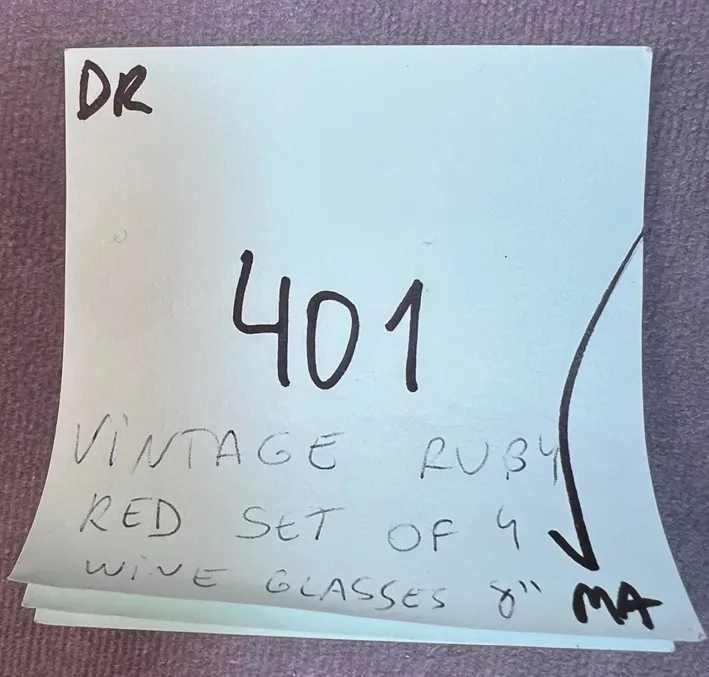 DR
401
VINTAGE RUBY
RED SET OF 4
WINE GLASSES 8"
MA